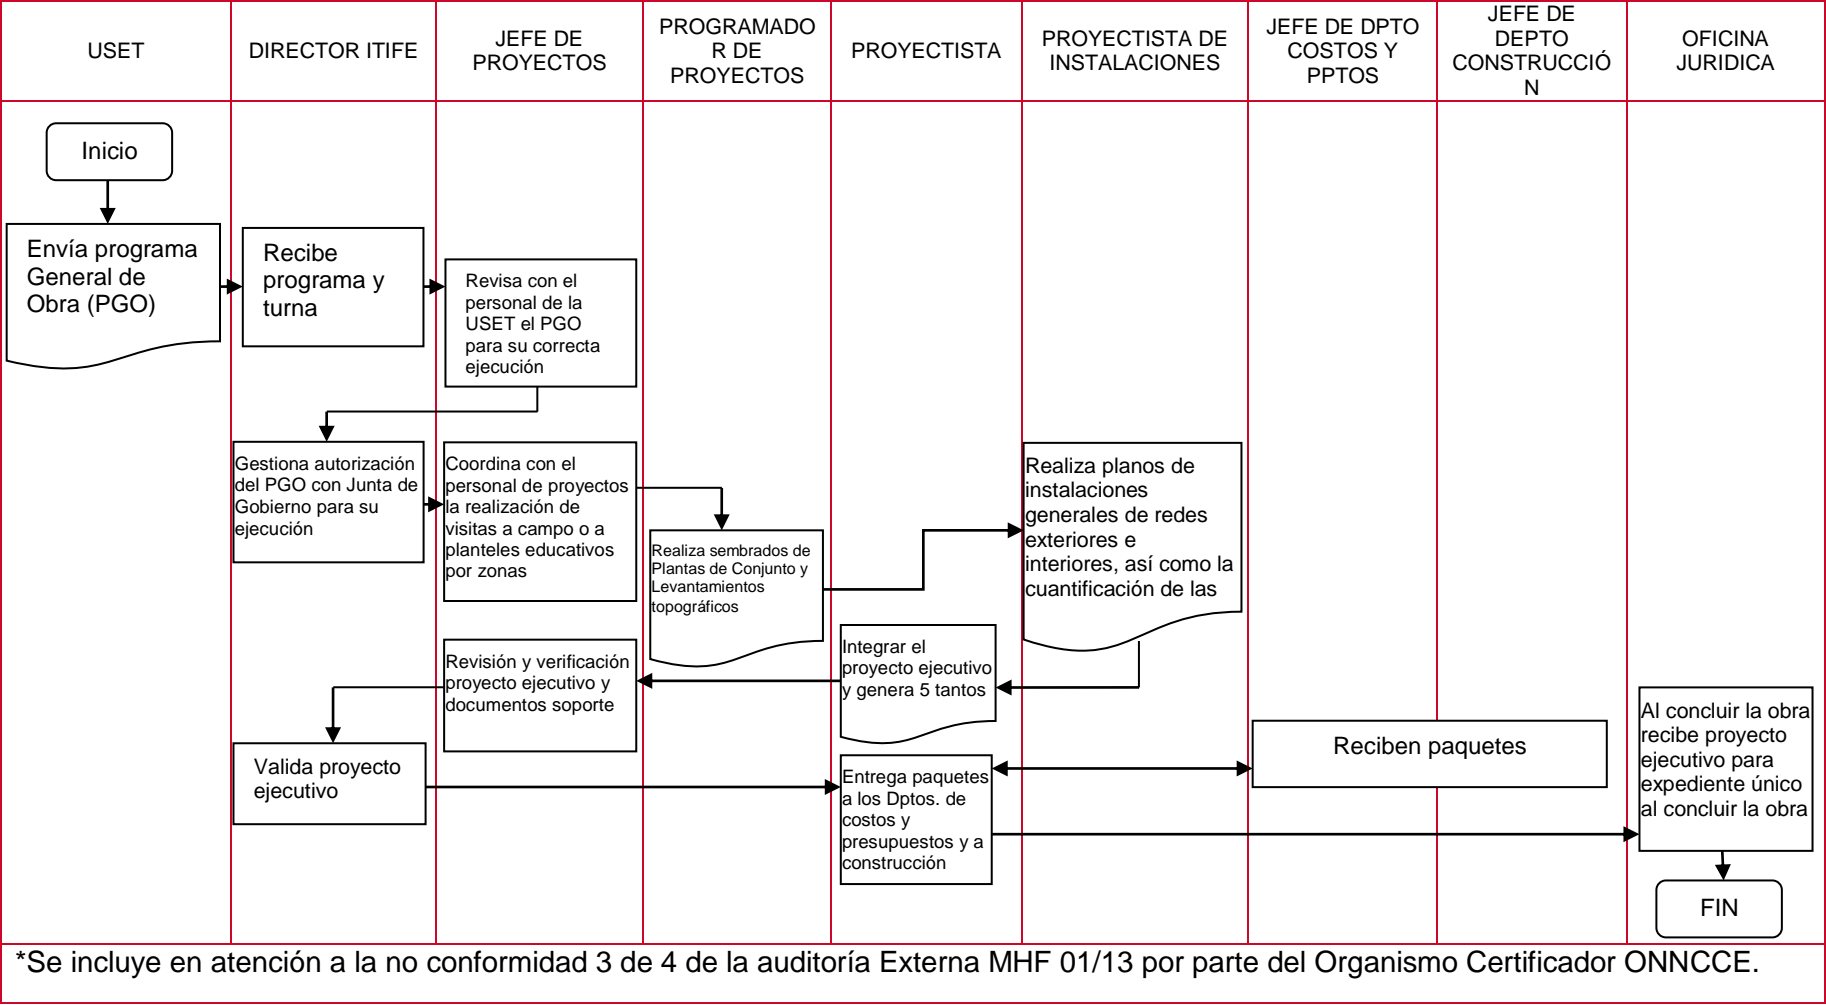 USET
DIRECTOR ITIFE
JEFE DE
PROYECTOS
PROGRAMADO
R DE
PROYECTOS
PROYECTISTA
PROYECTISTA DE
INSTALACIONES
JEFE DE DPTO
COSTOS Y
PPTOS
JEFE DE
DEPTO
CONSTRUCCIÓ
N
OFICINA
JURIDICA
Inicio
Envía programa
General de
Obra (PGO)
Recibe
programa y
turna
Revisa con el
personal de la
USET el PGO
para su correcta
ejecución
Gestiona autorización
del PGO con Junta de
Gobierno para su
ejecución
Coordina con el
personal de proyectos
la realización de
visitas a campo o a
planteles educativos
por zonas
Realiza sembrados de
Plantas de Conjunto y
Levantamientos
topográficos
Realiza planos de
instalaciones
generales de redes
exteriores e
interiores, así como la
cuantificación de las
Integrar el
proyecto ejecutivo
y genera 5 tantos
Revisión y verificación
proyecto ejecutivo y
documentos soporte
Valida proyecto
ejecutivo
Entrega paquetes
a los Dptos. de
costos y
presupuestos y a
construcción
Reciben paquetes
Al concluir la obra
recibe proyecto
ejecutivo para
expediente único
al concluir la obra
FIN
*Se incluye en atención a la no conformidad 3 de 4 de la auditoría Externa MHF 01/13 por parte del Organismo Certificador ONNCCE.